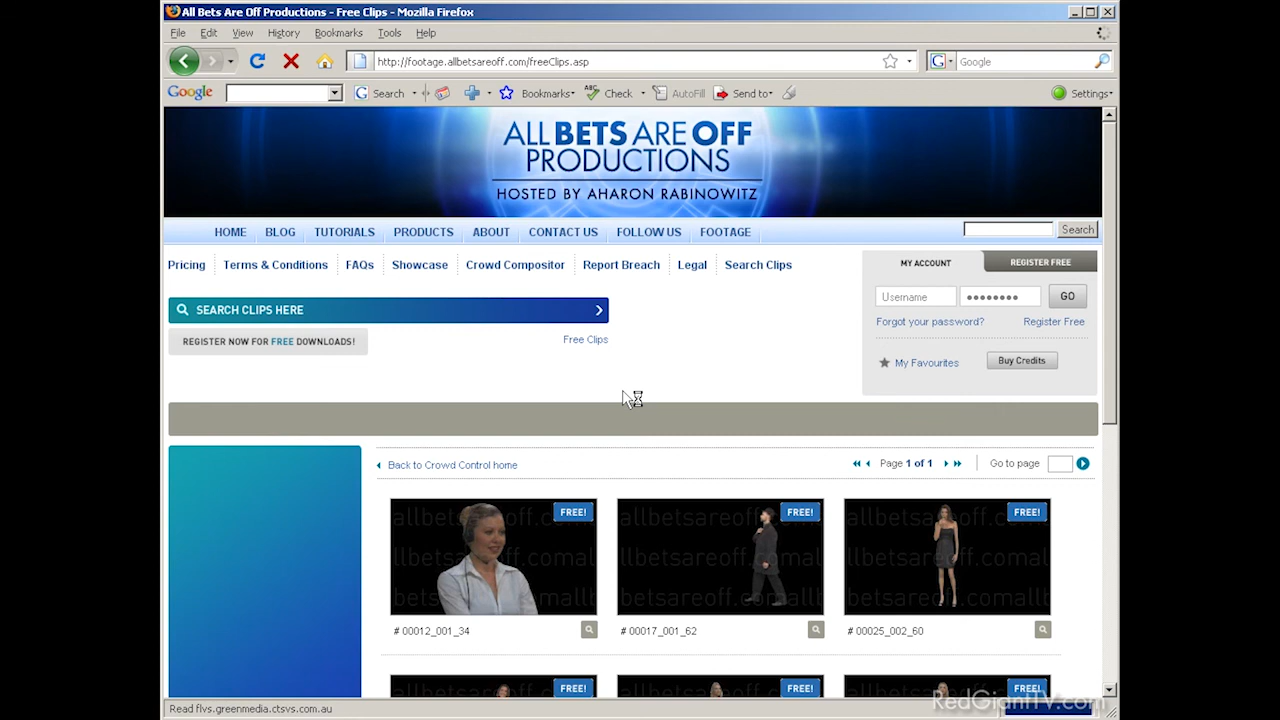 All Bets Are Off Productions - Free Clips - Mozilla Firefox
File Edit View History Bookmarks Tools Help
http://footage.allbetsareoff.com/freeClips.asp
G Google
Google G Search Bookmarks ABC Check AutoFill Send to Settings
ALL BETS ARE OFF
PRODUCTIONS
HOSTED BY AHARON RABINOWITZ
HOME BLOG TUTORIALS PRODUCTS ABOUT CONTACT US FOLLOW US FOOTAGE Search
Pricing Terms & Conditions FAQs Showcase Crowd Compositor Report Breach Legal Search Clips
MY ACCOUNT REGISTER FREE
Username GO
Forgot your password? Register Free
My Favourites Buy Credits
SEARCH CLIPS HERE
REGISTER NOW FOR FREE DOWNLOADS!
Free Clips
Back to Crowd Control home Page 1 of 1 Go to page
FREE! FREE! FREE!
allbetsareoff.comallbetsareoff.comallbetsareoff.comall
# 00012_001_34 # 00017_001_62 # 00025_002_60
FREE! FREE! FREE!
RedGiantTV.com
Read flvs.greenmedia.ctsvs.com.au